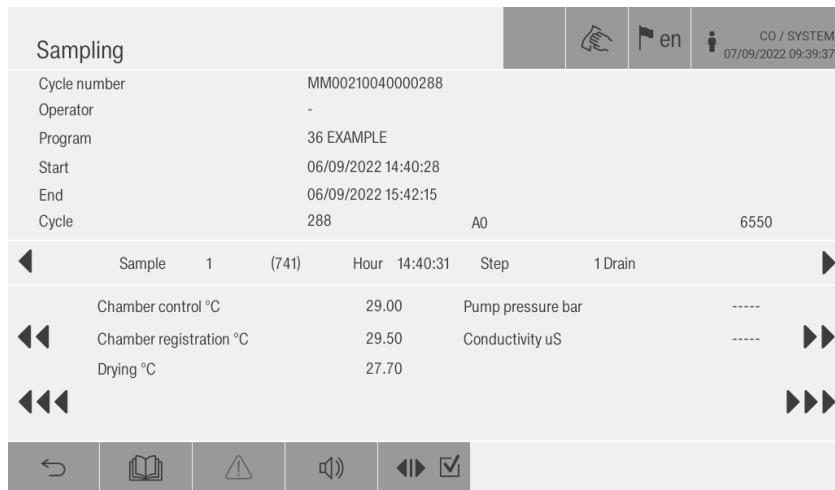 Sampling
en
CO / SYSTEM
07/09/2022 09:39:37
Cycle number MM00210040000288
Operator -
Program 36 EXAMPLE
Start 06/09/2022 14:40:28
End 06/09/2022 15:42:15
Cycle 288 A0 6550
Sample 1 (741) Hour 14:40:31 Step 1 Drain
Chamber control °C 29.00 Pump pressure bar -----
Chamber registration °C 29.50 Conductivity uS -----
Drying °C 27.70